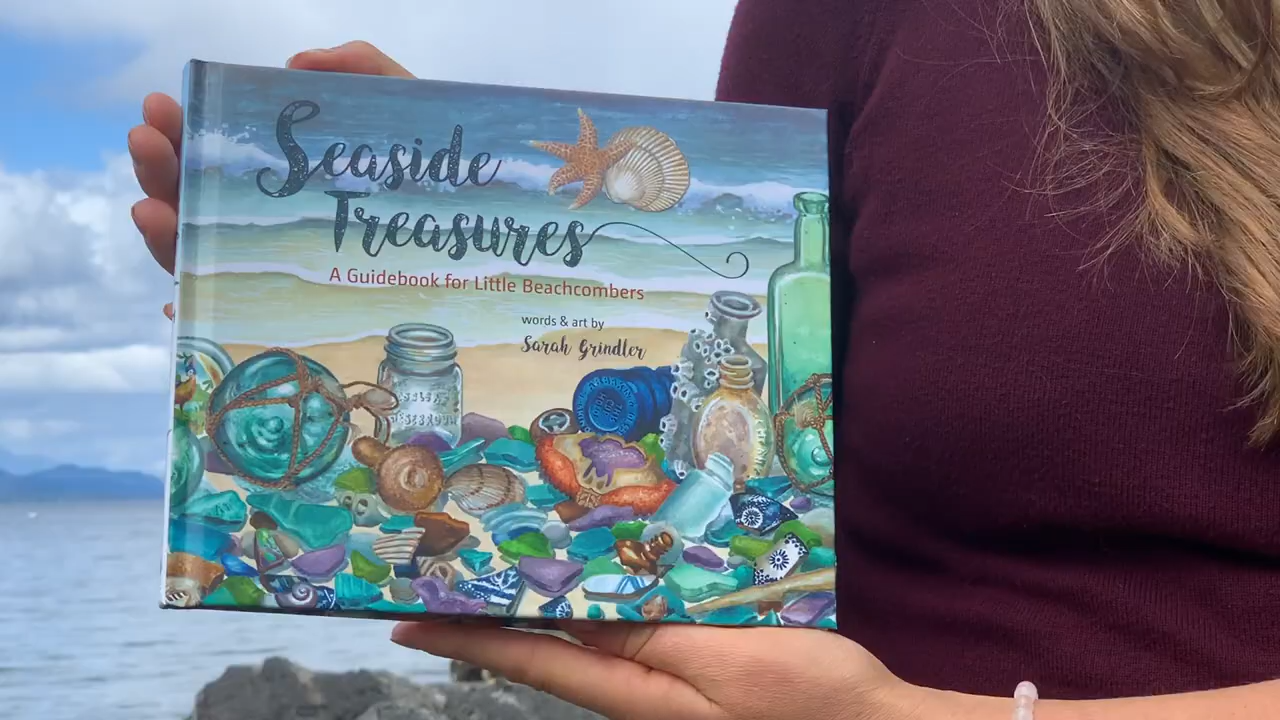 Seaside
Treasures
A Guidebook for Little Beachcombers
words & art by
Sarah Grindler